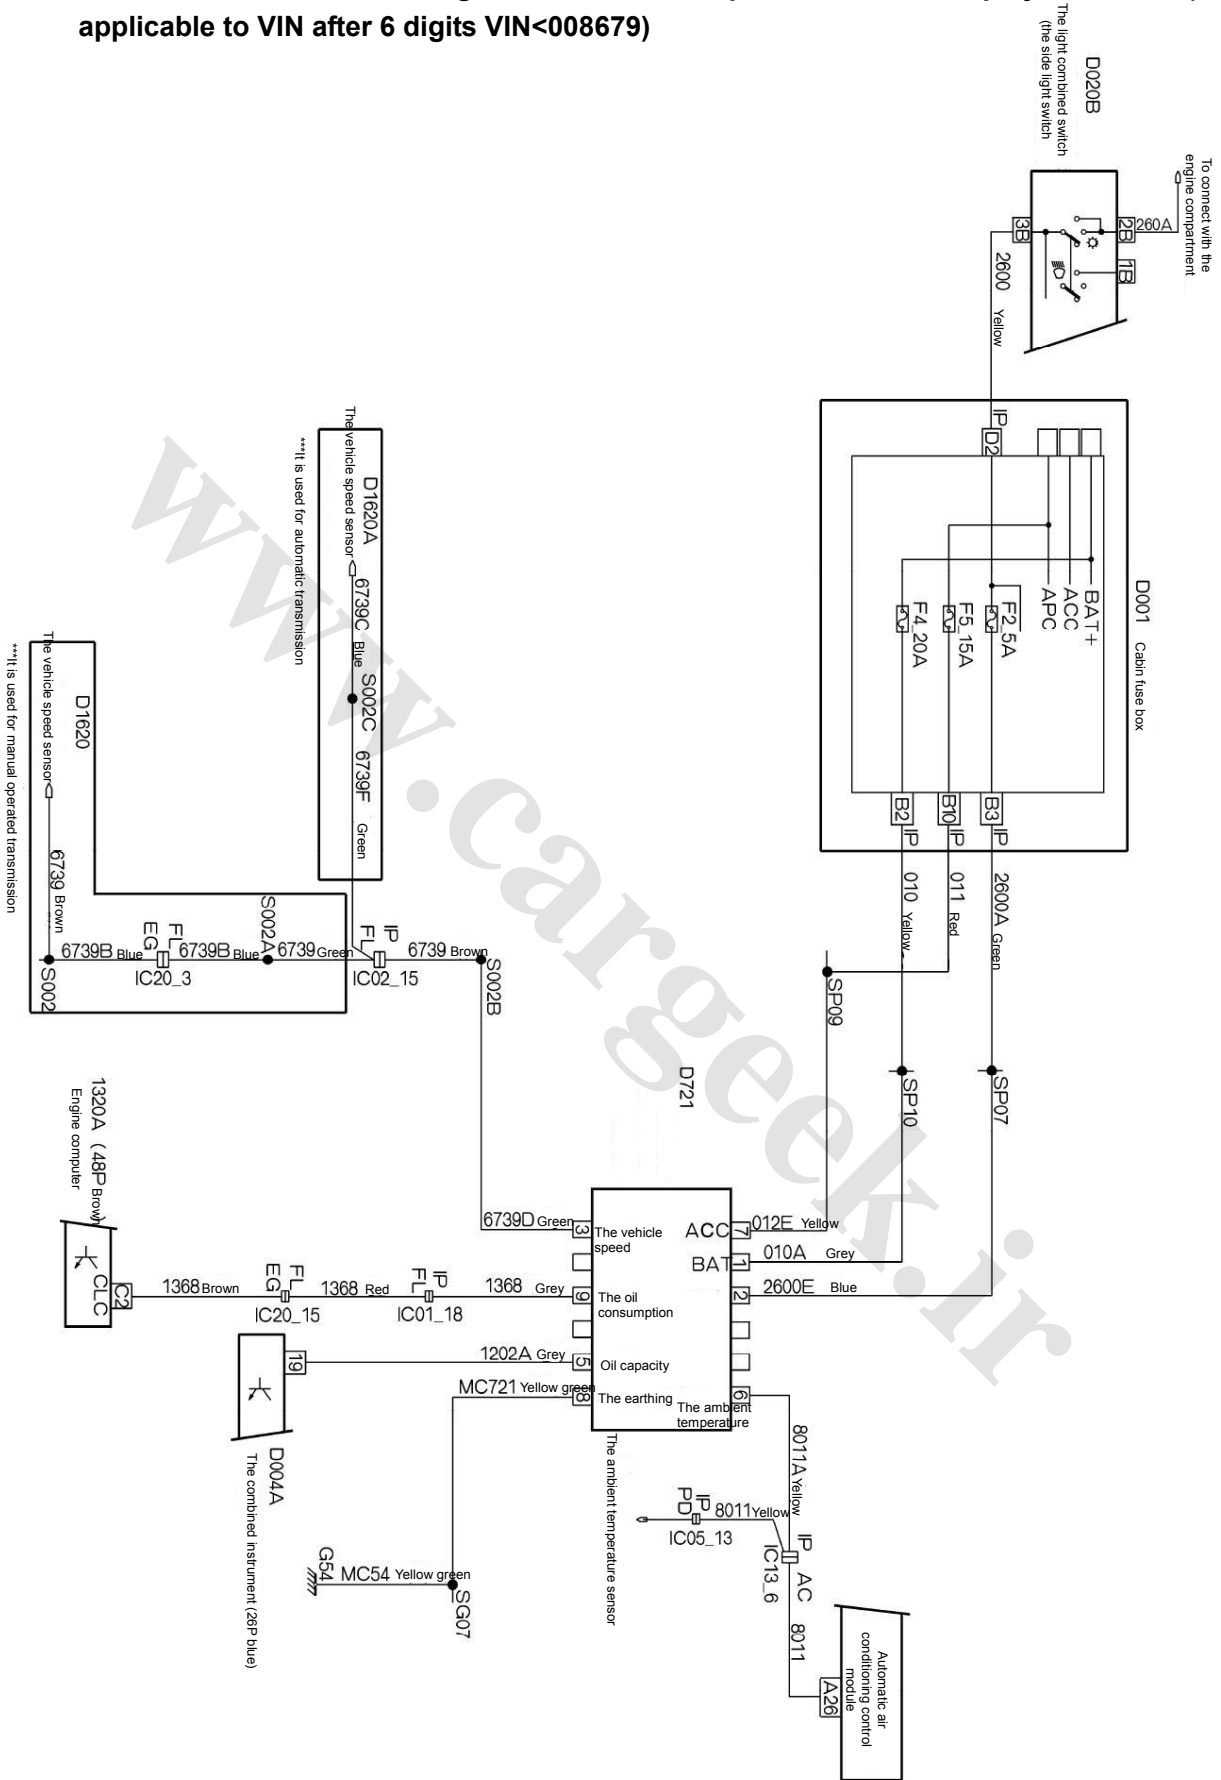 applicable to VIN after 6 digits VIN<008679)
The light combined switch
(the side light switch
D020B
To connect with the
engine compartment
3B
2B
260A
1B
2600
Yellow
D001
Cabin fuse box
IP
D2
BAT+
ACC
APC
F2_5A
F5_15A
F4_20A
B2
IP
B10
IP
B3
IP
010
Yellow
011
Red
2600A
Green
SP09
SP10
SP07
The vehicle speed sensor
D1620A
6739C
Blue
S002C
6739F
Green
***It is used for automatic transmission
The vehicle speed sensor
D1620
***It is used for manual operated transmission
6739
Brown
S002
6739B
Blue
FL
EG
IC20_3
6739B
Blue
S002A
6739
Green
IP
FL
IC02_15
6739
Brown
S002B
D721
6739D
Green
3
The vehicle
speed
ACC
7
012E
Yellow
BAT
1
010A
Grey
2
2600E
Blue
1320A (48P Brown)
Engine computer
CLC
C2
1368
Brown
FL
EG
IC20_15
1368
Red
IP
FL
IC01_18
1368
Grey
9
The oil
consumption
19
1202A
Grey
5
Oil capacity
MC721
Yellow green
8
The earthing
6
The ambient
temperature
D004A
The combined instrument (26P blue)
The ambient temperature sensor
8011A
Yellow
IP
PD
8011
Yellow
IC05_13
IP
AC
IC13_6
8011
G54
MC54
Yellow green
SG07
Automatic air
conditioning control
module
A26
www.cargeek.ir